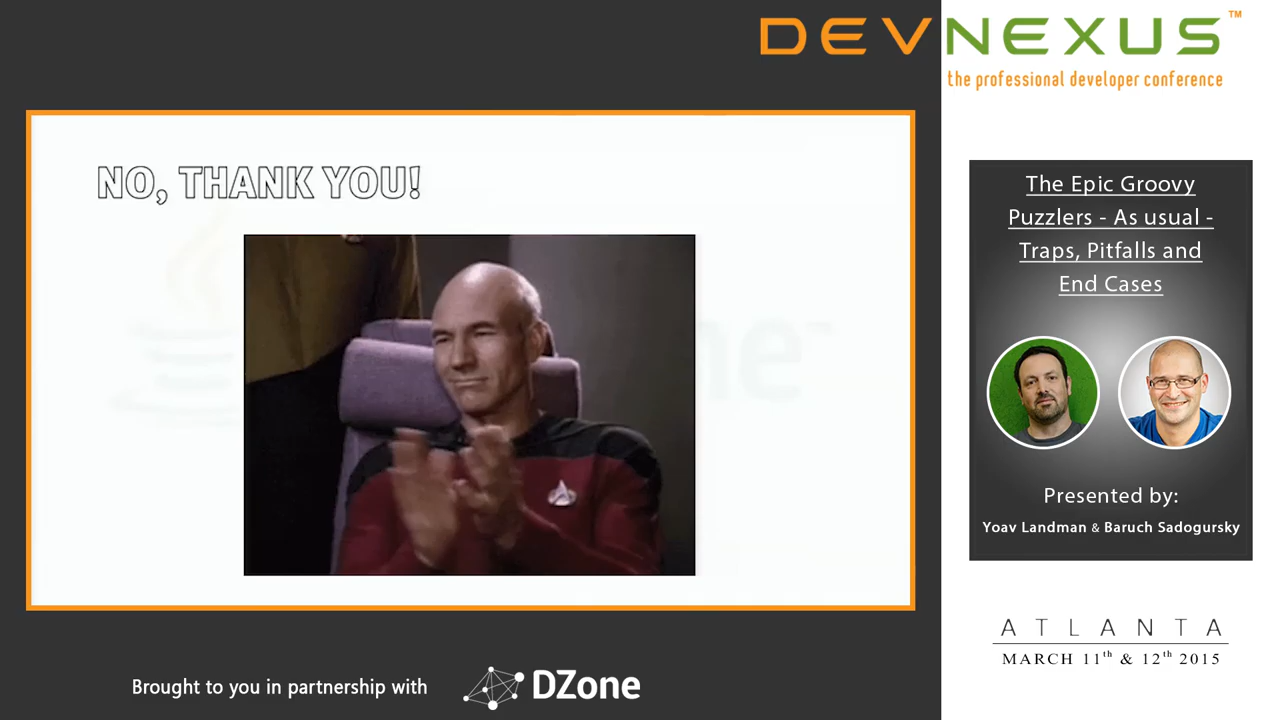 DEVNEXUS™
the professional developer conference
NO, THANK YOU!
The Epic Groovy
Puzzlers - As usual -
Traps, Pitfalls and
End Cases
Presented by:
Yoav Landman & Baruch Sadogursky
ATLANTA
MARCH 11th & 12th 2015
Brought to you in partnership with
DZone